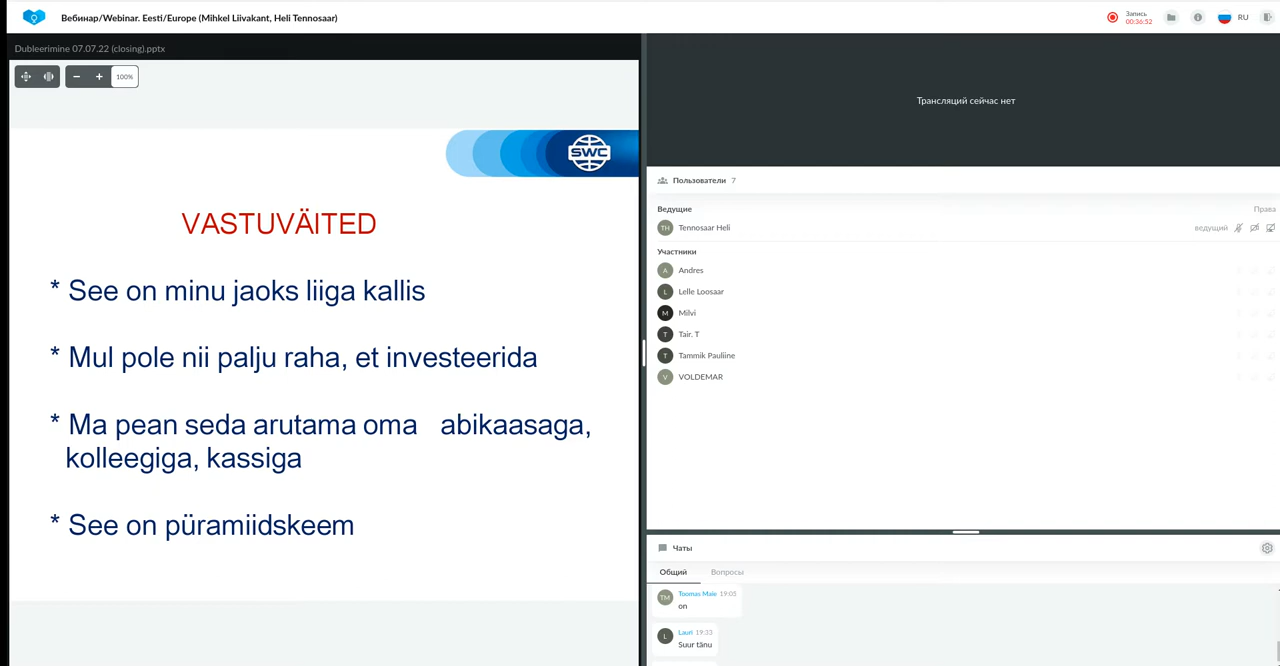 Вебинар/Webinar. Eesti/Europe (Mihkel Liivakant, Heli Tennosaar)
Запись
00:36:52
RU
Dubleerimine 07.07.22 (closing).pptx
100%
SWC
VASTUVÄITED
* See on minu jaoks liiga kallis
* Mul pole nii palju raha, et investeerida
* Ma pean seda arutama oma abikaasaga,
kolleegiga, kassiga
* See on püramiidskeem
Трансляций сейчас нет
Пользователи 7
Ведущие Права
TH Tennosaar Heli ведущий
Участники
A Andres
L Lelle Loosaar
M Milvi
T Tair. T
T Tammik Pauliine
V VOLDEMAR
Чаты
Общий Вопросы
TM Toomas Maie 19:05
on
L Lauri 19:33
Suur tänu